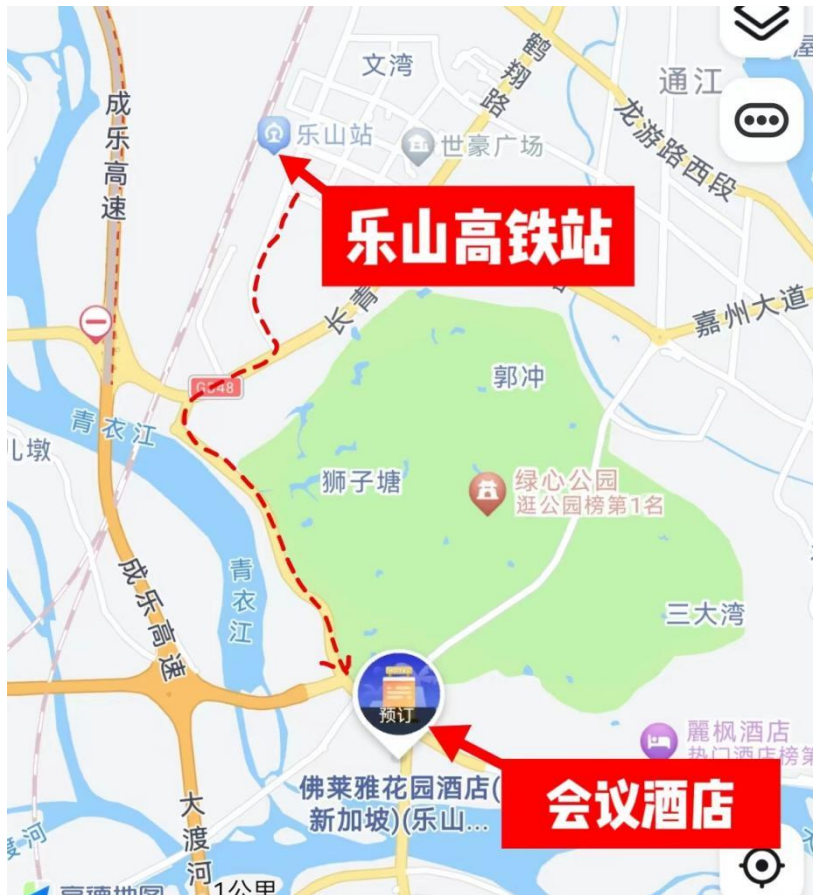 文湾
鹤翔路
通江
成乐高速
乐山站
世豪广场
龙游路西段
乐山高铁站
长青
嘉州大道
G348
郭冲
青衣江
儿墩
狮子塘
绿心公园
逛公园榜第1名
青衣江
成乐高速
三大湾
预订
麗枫酒店
热门酒店榜第
佛莱雅花园酒店(
新加坡)(乐山...
会议酒店
大渡河
渡河
高德地图
1公里